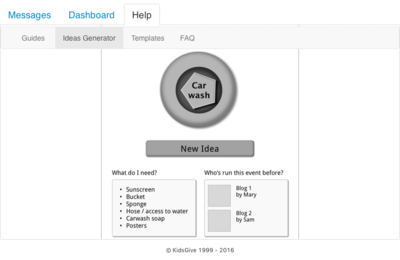 Messages Dashboard Help
Guides Ideas Generator Templates FAQ
Car
wash
New Idea
What do I need?
• Sunscreen
• Bucket
• Sponge
• Hose / access to water
• Carwash soap
• Posters
Who's run this event before?
Blog 1
by Mary
Blog 2
by Sam
© KidsGive 1999 - 2016